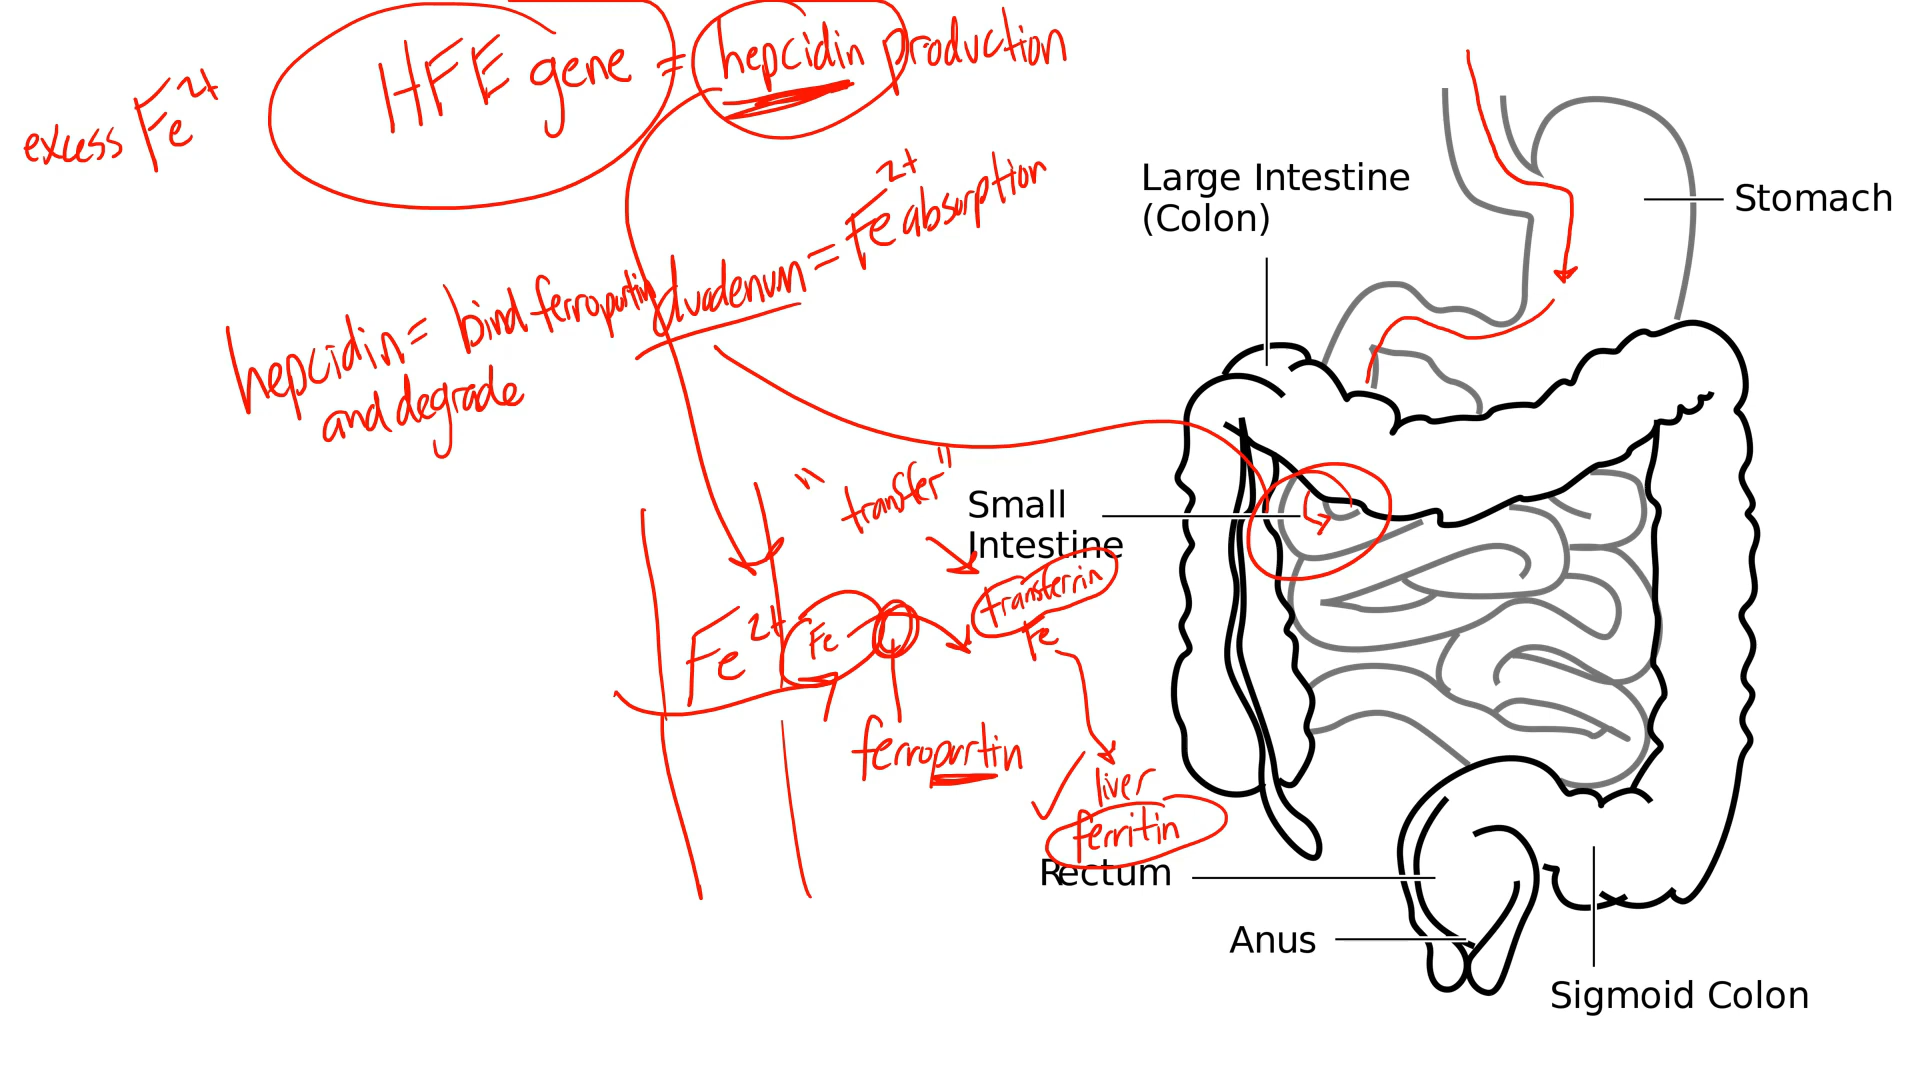 excess Fe2+
HFE gene = hepcidin production
duodenum = Fe2+ absorption
hepcidin = bind ferroportin
and degrade
"transfer"
transferrin
Fe
Fe2+
Fe
ferroportin
liver
ferritin
Large Intestine
(Colon)
Stomach
Small
Intestine
Rectum
Anus
Sigmoid Colon